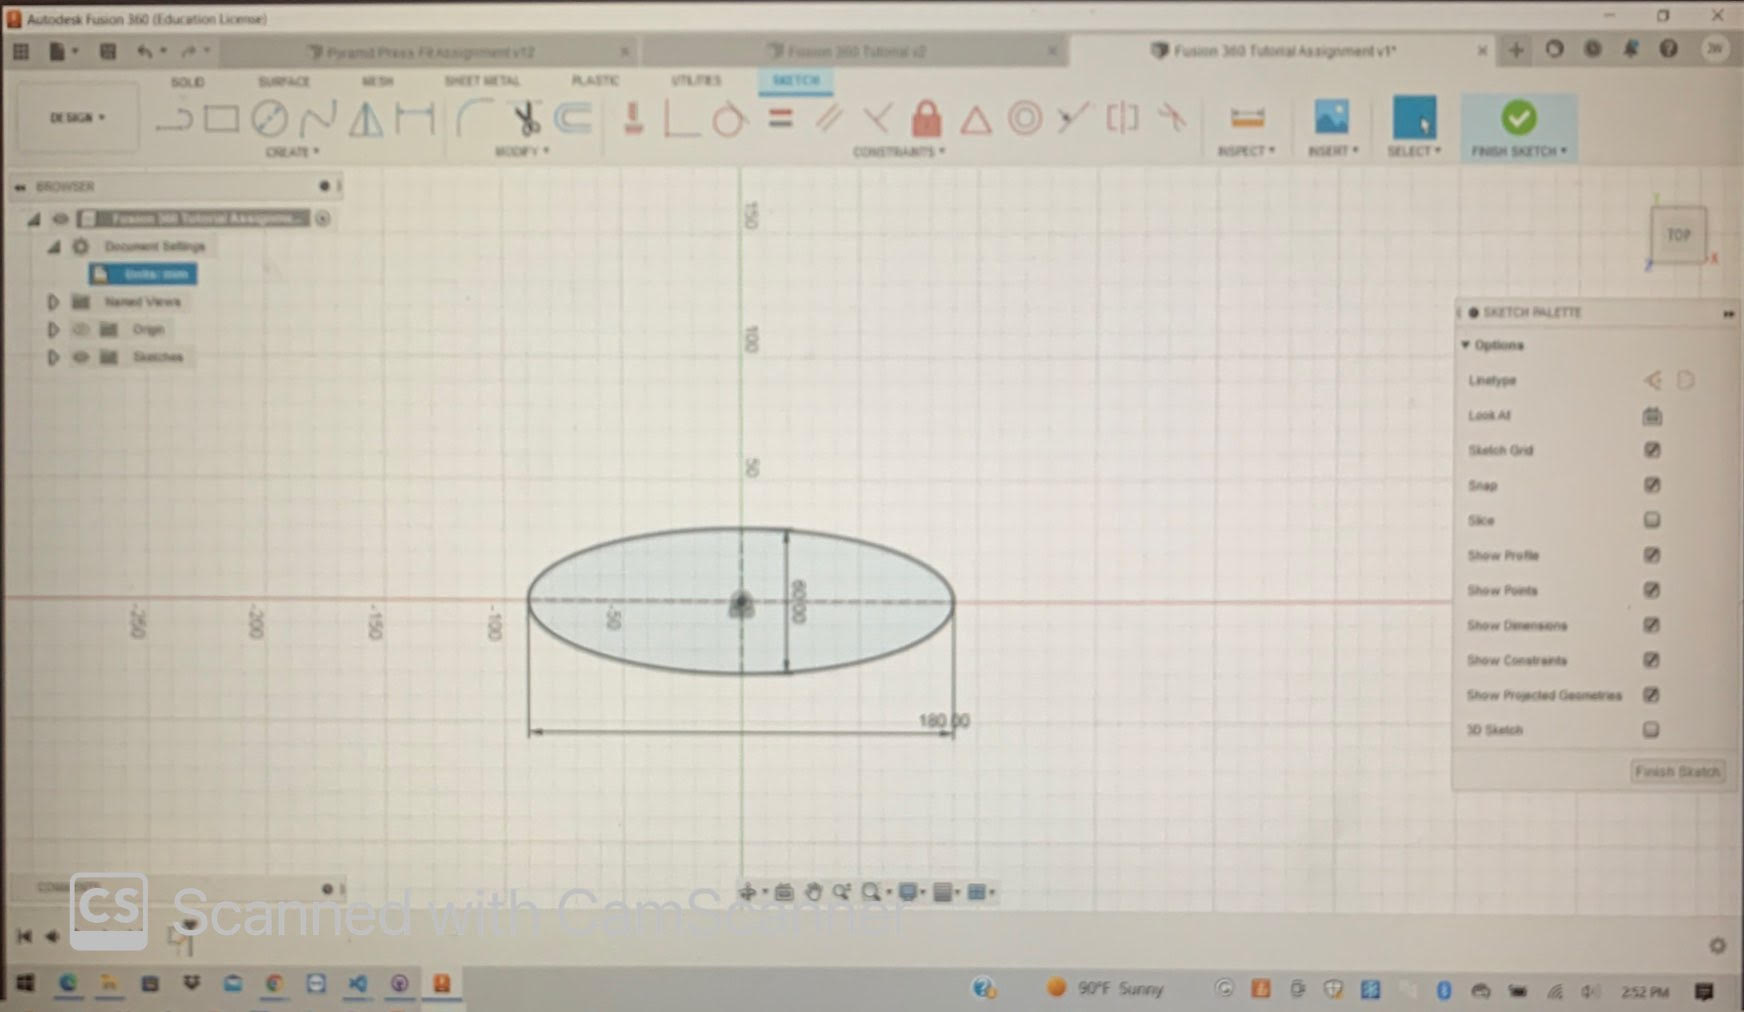 Autodesk Fusion 360 (Education License)
Pyramid Press Fit Assignment v12
Fusion 360 Tutorial v2
Fusion 360 Tutorial Assignment v1*
JW
SOLID SURFACE MESH SHEET METAL PLASTIC UTILITIES SKETCH
DESIGN
CREATE MODIFY CONSTRAINTS INSPECT INSERT SELECT FINISH SKETCH
BROWSER
Fusion 360 Tutorial Assignme...
Document Settings
Units: mm
Named Views
Origin
Sketches
TOP
X
Y
Z
150
100
50
-250
-200
-150
-100
-50
60.00
180.00
SKETCH PALETTE
Options
Linetype
Look At
Sketch Grid
Snap
Slice
Show Profile
Show Points
Show Dimensions
Show Constraints
Show Projected Geometries
3D Sketch
Finish Sketch
COMMENTS
CS Scanned with CamScanner
90°F Sunny
2:52 PM